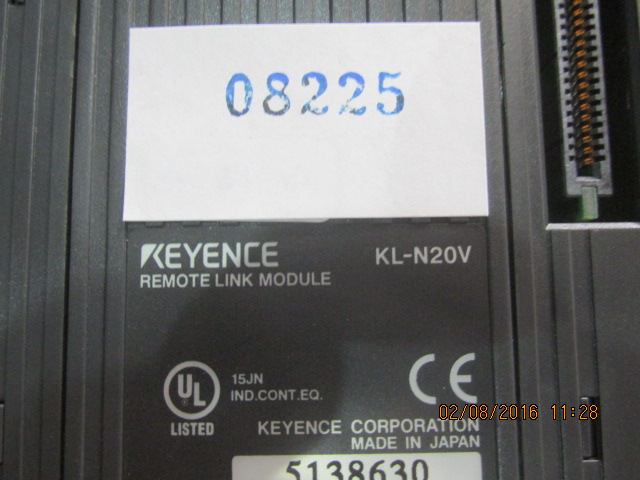 08225
KEYENCE KL-N20V
REMOTE LINK MODULE
UL
LISTED
15JN
IND.CONT.EQ.
CE
02/08/2016 11:28
KEYENCE CORPORATION
MADE IN JAPAN
5138630